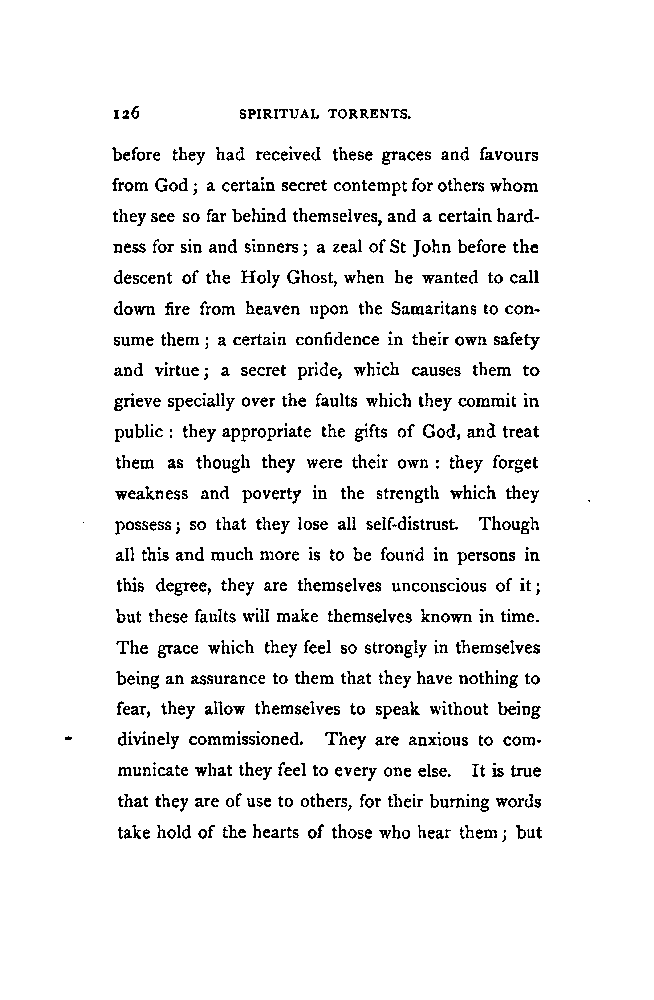 126 SPIRITUAL TORRENTS.
before they had received these graces and favours
from God ; a certain secret contempt for others whom
they see so far behind themselves, and a certain hard-
ness for sin and sinners ; a zeal of St John before the
descent of the Holy Ghost, when he wanted to call
down fire from heaven upon the Samaritans to con-
sume them ; a certain confidence in their own safety
and virtue ; a secret pride, which causes them to
grieve specially over the faults which they commit in
public : they appropriate the gifts of God, and treat
them as though they were their own : they forget
weakness and poverty in the strength which they
possess ; so that they lose all self-distrust. Though
all this and much more is to be found in persons in
this degree, they are themselves unconscious of it ;
but these faults will make themselves known in time.
The grace which they feel so strongly in themselves
being an assurance to them that they have nothing to
fear, they allow themselves to speak without being
divinely commissioned. They are anxious to com-
municate what they feel to every one else. It is true
that they are of use to others, for their burning words
take hold of the hearts of those who hear them ; but